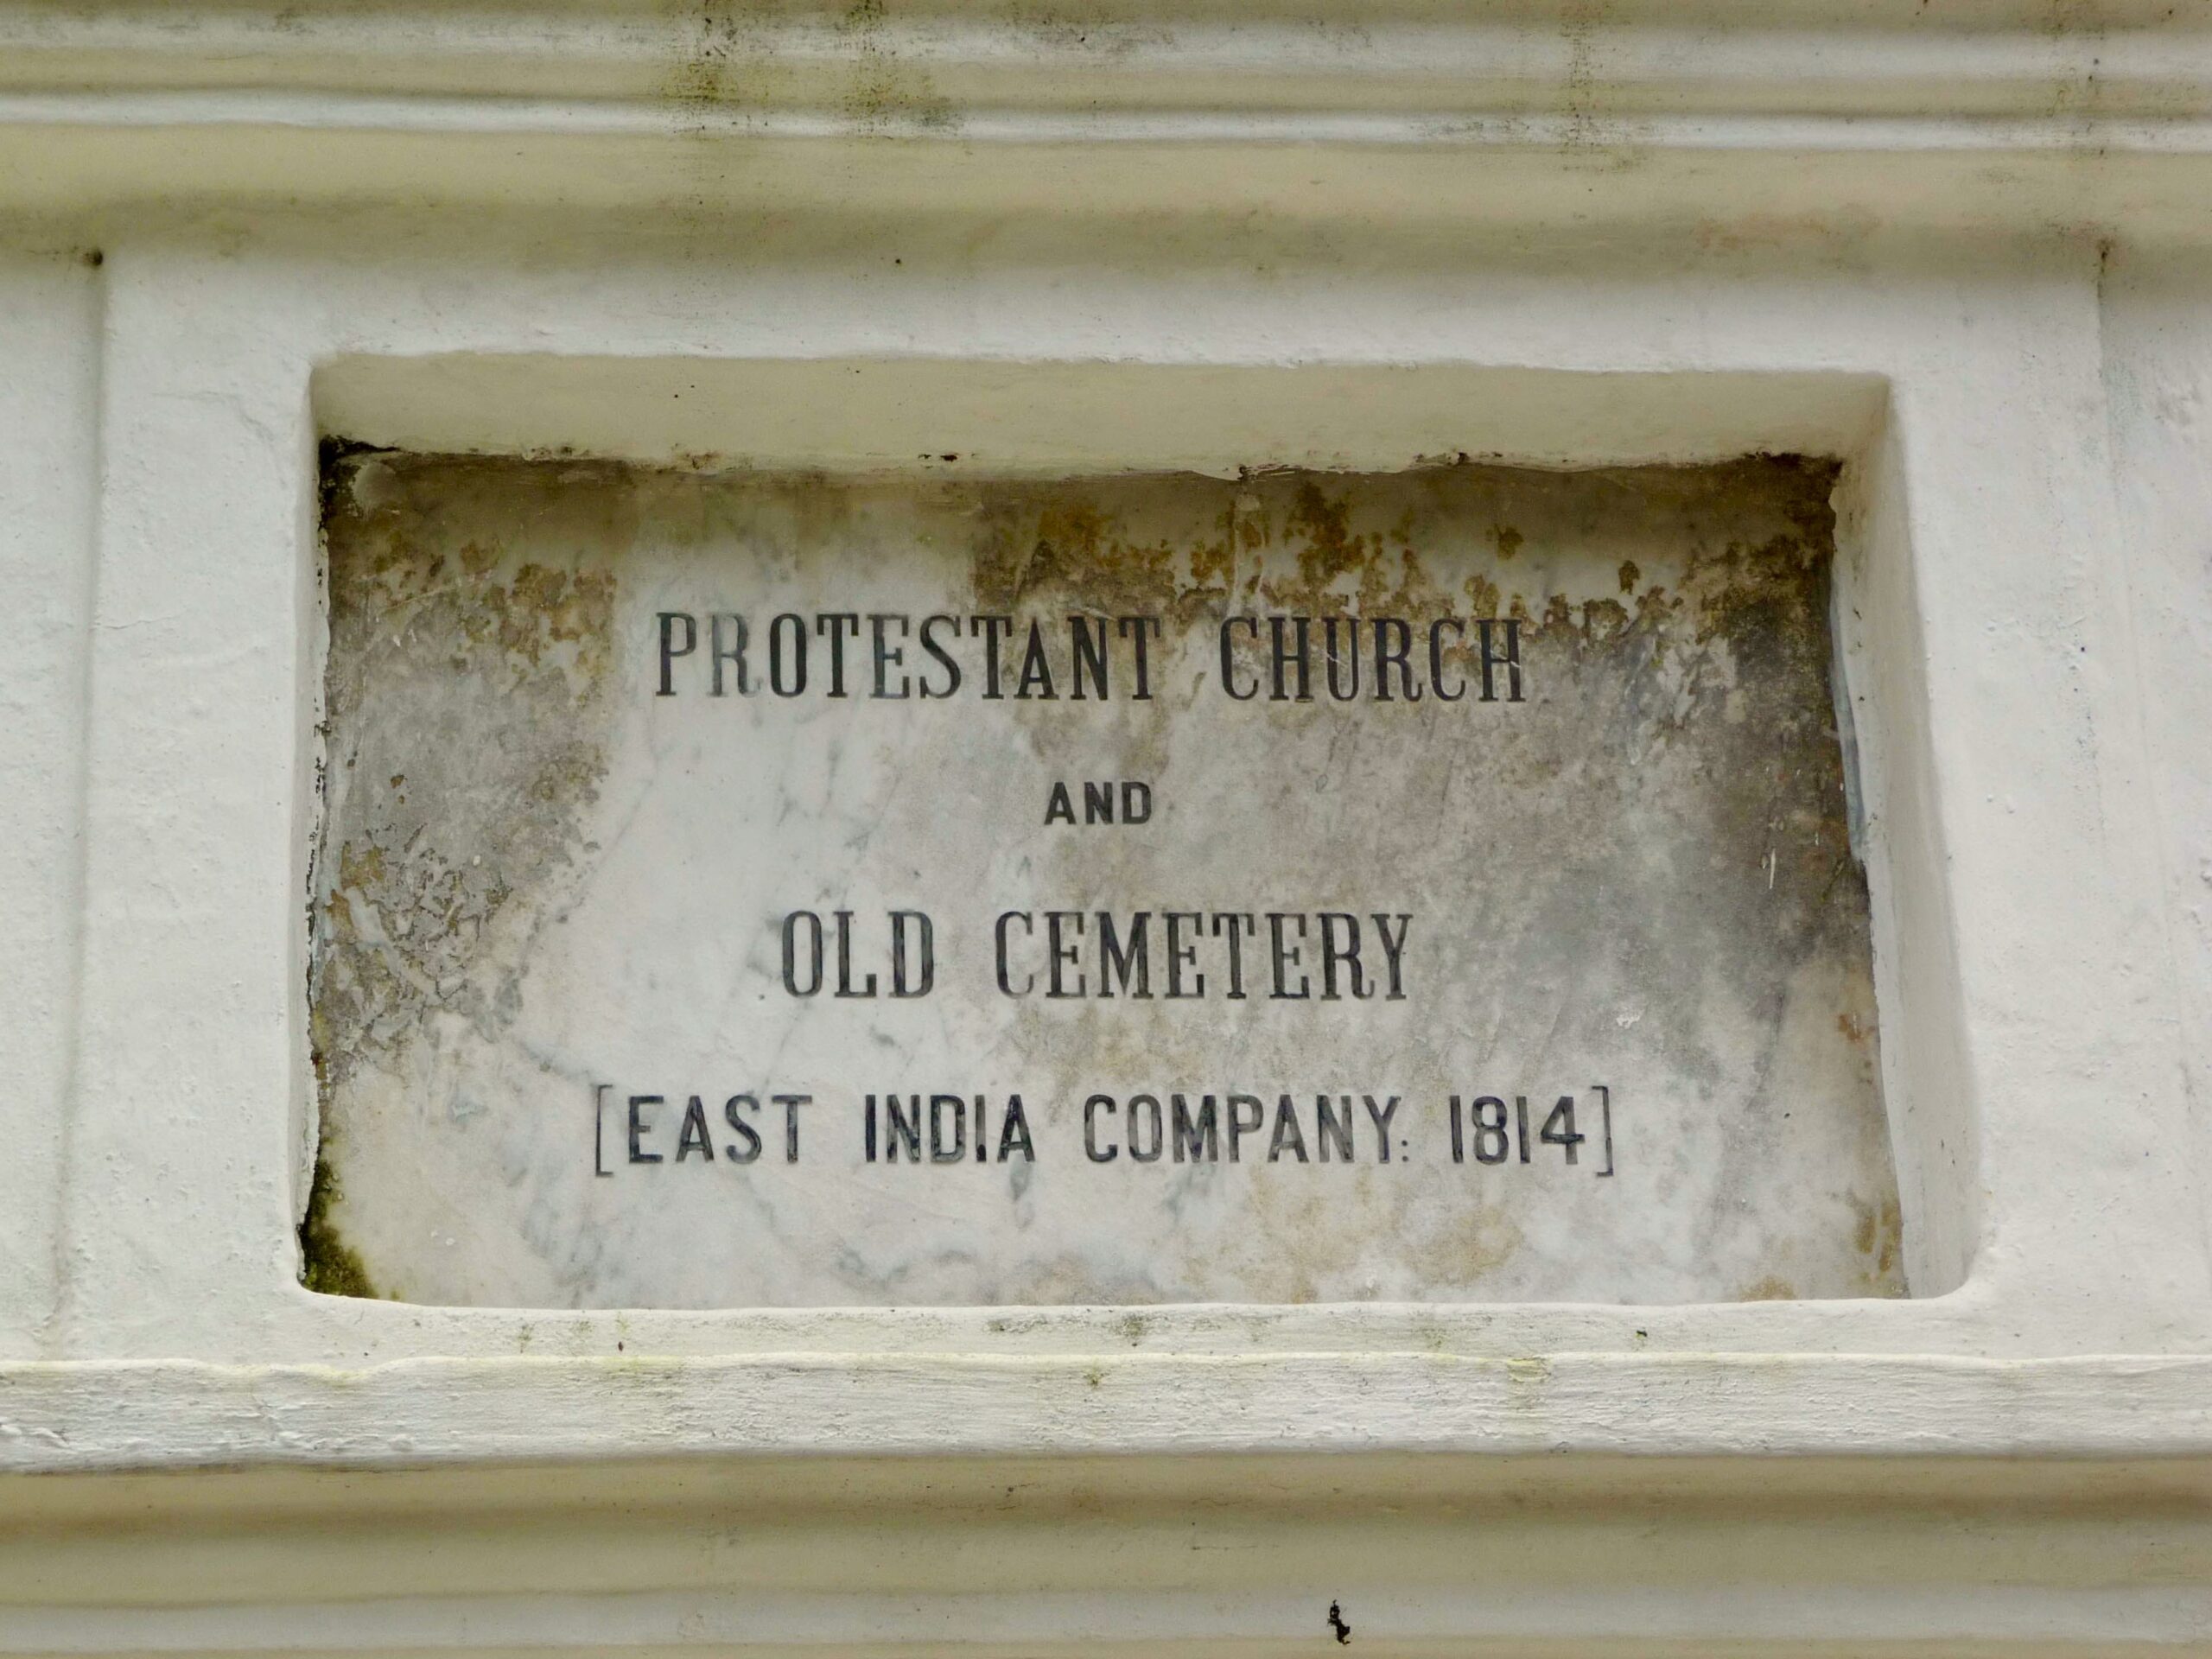 PROTESTANT CHURCH
AND
OLD CEMETERY
[EAST INDIA COMPANY: 1814]